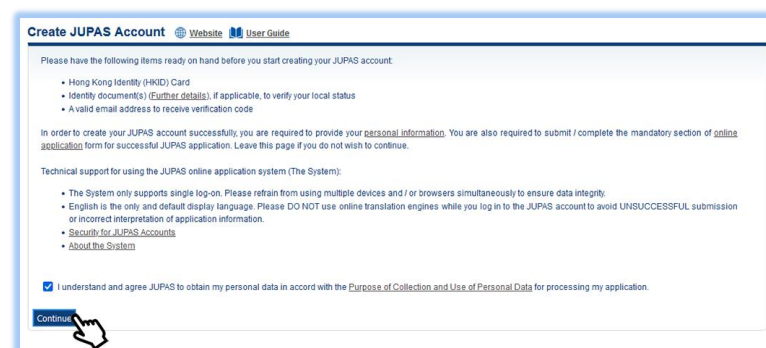 Create JUPAS Account Website User Guide
Please have the following items ready on hand before you start creating your JUPAS account:
• Hong Kong Identity (HKID) Card
• Identity document(s) (Further details), if applicable, to verify your local status
• A valid email address to receive verification code
In order to create your JUPAS account successfully, you are required to provide your personal information. You are also required to submit / complete the mandatory section of online
application form for successful JUPAS application. Leave this page if you do not wish to continue.
Technical support for using the JUPAS online application system (The System):
• The System only supports single log-on. Please refrain from using multiple devices and / or browsers simultaneously to ensure data integrity.
• English is the only and default display language. Please DO NOT use online translation engines while you log in to the JUPAS account to avoid UNSUCCESSFUL submission
or incorrect interpretation of application information.
• Security for JUPAS Accounts
• About the System
I understand and agree JUPAS to obtain my personal data in accord with the Purpose of Collection and Use of Personal Data for processing my application.
Continue